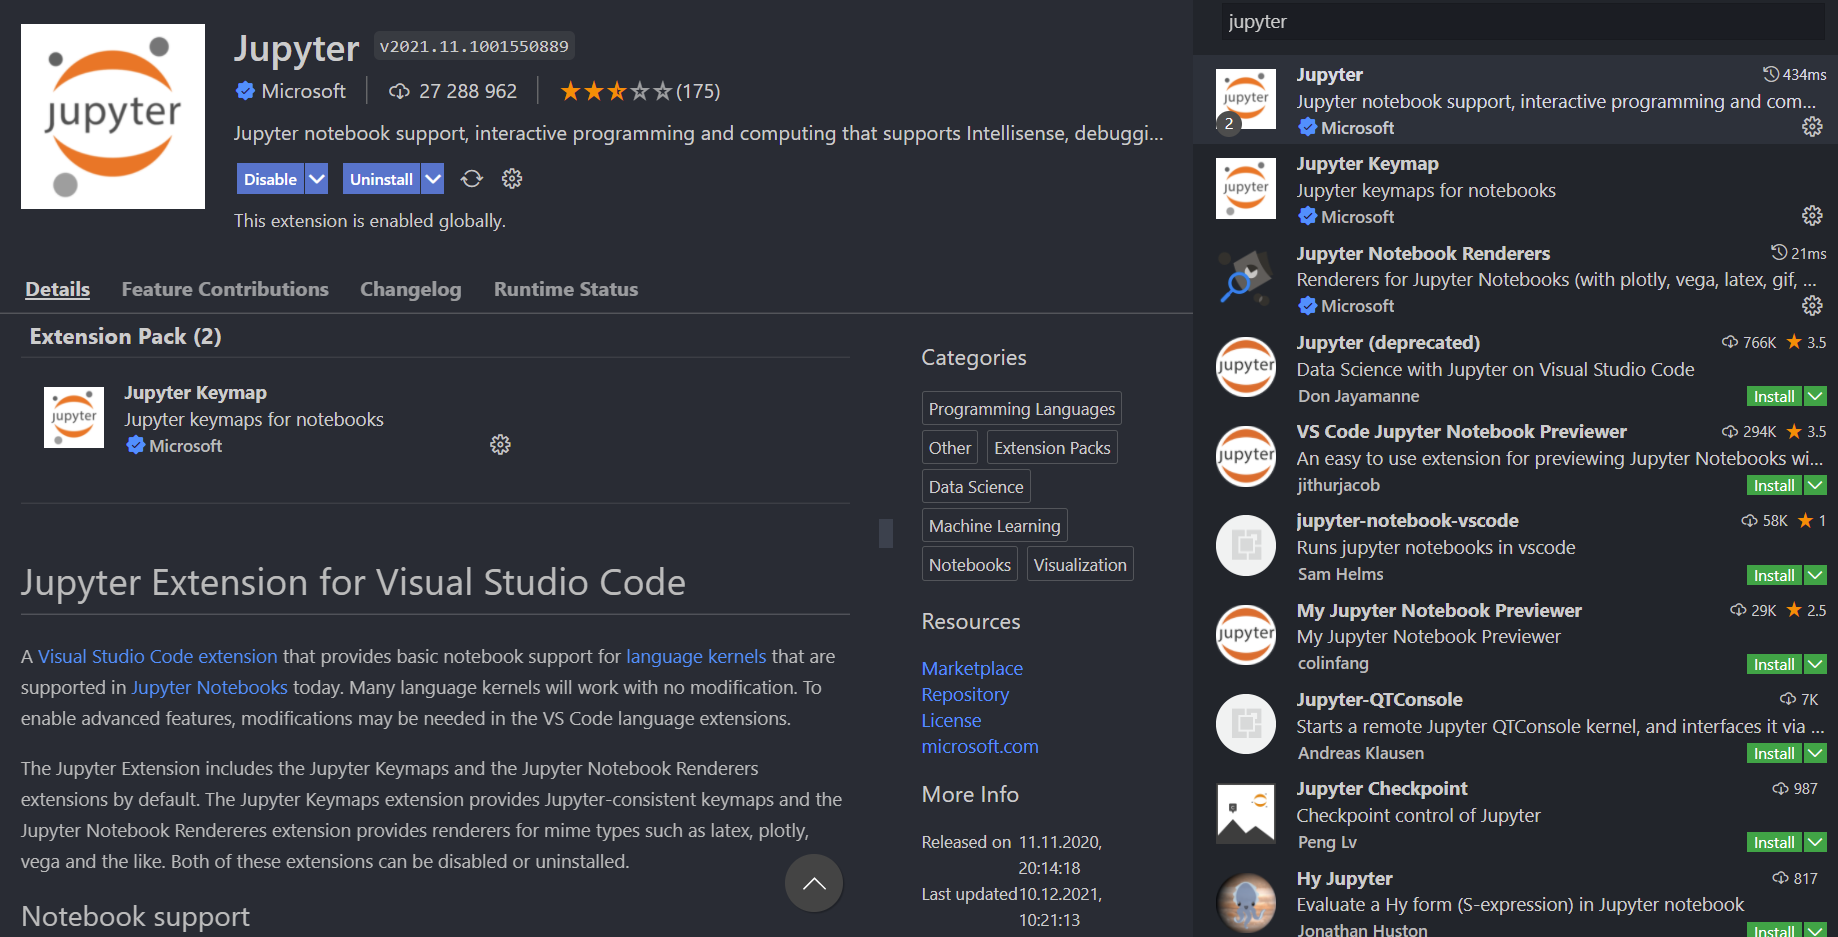 jupyter
Jupyter v2021.11.1001550889
Microsoft 27 288 962 (175)
Jupyter notebook support, interactive programming and computing that supports Intellisense, debuggi...
Disable Uninstall
This extension is enabled globally.
Details Feature Contributions Changelog Runtime Status
Extension Pack (2)
jupyter
Jupyter Keymap
Jupyter keymaps for notebooks
Microsoft
Jupyter Extension for Visual Studio Code
A Visual Studio Code extension that provides basic notebook support for language kernels that are
supported in Jupyter Notebooks today. Many language kernels will work with no modification. To
enable advanced features, modifications may be needed in the VS Code language extensions.
The Jupyter Extension includes the Jupyter Keymaps and the Jupyter Notebook Renderers
extensions by default. The Jupyter Keymaps extension provides Jupyter-consistent keymaps and the
Jupyter Notebook Rendereres extension provides renderers for mime types such as latex, plotly,
vega and the like. Both of these extensions can be disabled or uninstalled.
Notebook support
Categories
Programming Languages
Other Extension Packs
Data Science
Machine Learning
Notebooks Visualization
Resources
Marketplace
Repository
License
microsoft.com
More Info
Released on 11.11.2020,
20:14:18
Last updated 10.12.2021,
10:21:13
jupyter
jupyter
2
Jupyter 434ms
Jupyter notebook support, interactive programming and com...
Microsoft
jupyter
Jupyter Keymap
Jupyter keymaps for notebooks
Microsoft
Jupyter Notebook Renderers 21ms
Renderers for Jupyter Notebooks (with plotly, vega, latex, gif, ...
Microsoft
jupyter
Jupyter (deprecated) 766K 3.5
Data Science with Jupyter on Visual Studio Code
Don Jayamanne Install
jupyter
VS Code Jupyter Notebook Previewer 294K 3.5
An easy to use extension for previewing Jupyter Notebooks wi...
jithurjacob Install
jupyter-notebook-vscode 58K 1
Runs jupyter notebooks in vscode
Sam Helms Install
jupyter
My Jupyter Notebook Previewer 29K 2.5
My Jupyter Notebook Previewer
colinfang Install
Jupyter-QTConsole 7K
Starts a remote Jupyter QTConsole kernel, and interfaces it via ...
Andreas Klausen Install
Jupyter Checkpoint 987
Checkpoint control of Jupyter
Peng Lv Install
Hy Jupyter 817
Evaluate a Hy form (S-expression) in Jupyter notebook
Jonathan Huston Install